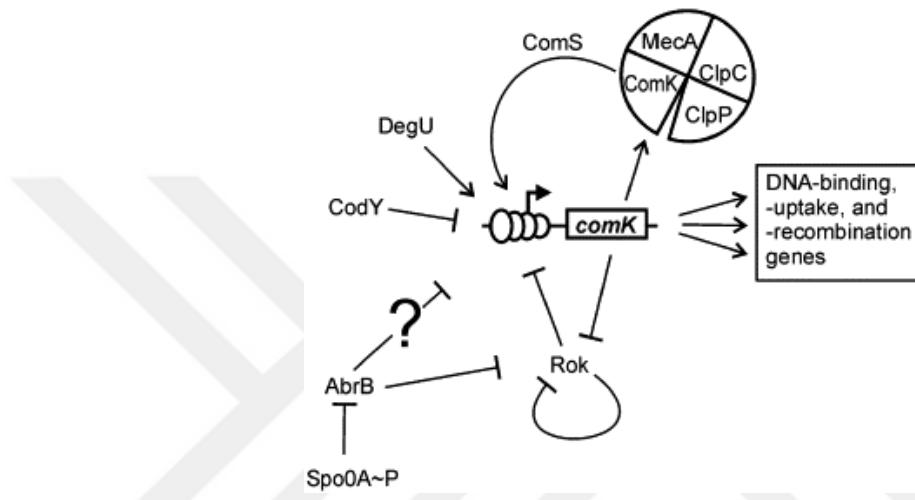 ComS
MecA
ClpC
ComK
ClpP
DegU
CodY
comK
DNA-binding,
-uptake, and
-recombination
genes
?
Rok
AbrB
Spo0A~P